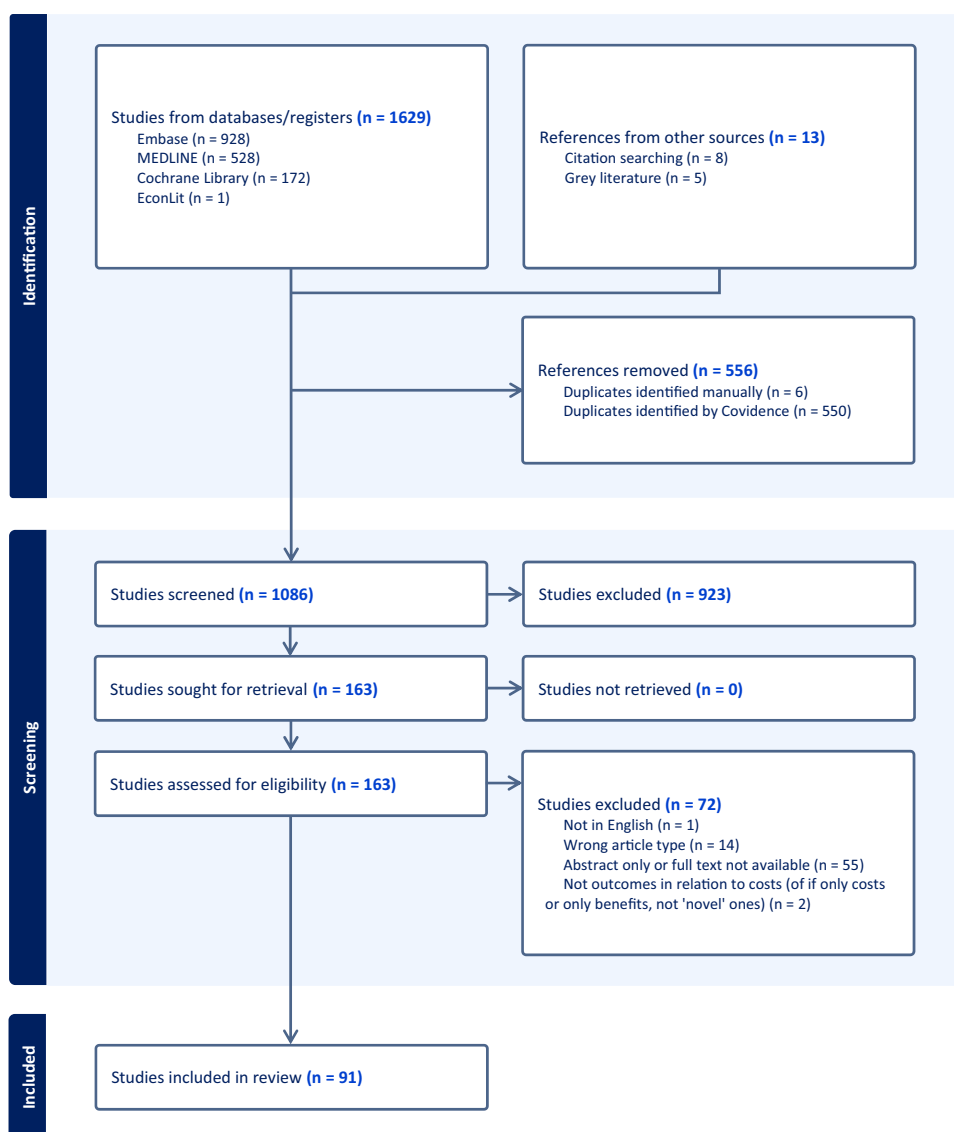 Identification
Studies from databases/registers (n = 1629)
Embase (n = 928)
MEDLINE (n = 528)
Cochrane Library (n = 172)
EconLit (n = 1)
References from other sources (n = 13)
Citation searching (n = 8)
Grey literature (n = 5)
References removed (n = 556)
Duplicates identified manually (n = 6)
Duplicates identified by Covidence (n = 550)
Screening
Studies screened (n = 1086)
Studies excluded (n = 923)
Studies sought for retrieval (n = 163)
Studies not retrieved (n = 0)
Studies assessed for eligibility (n = 163)
Studies excluded (n = 72)
Not in English (n = 1)
Wrong article type (n = 14)
Abstract only or full text not available (n = 55)
Not outcomes in relation to costs (of if only costs
or only benefits, not 'novel' ones) (n = 2)
Included
Studies included in review (n = 91)